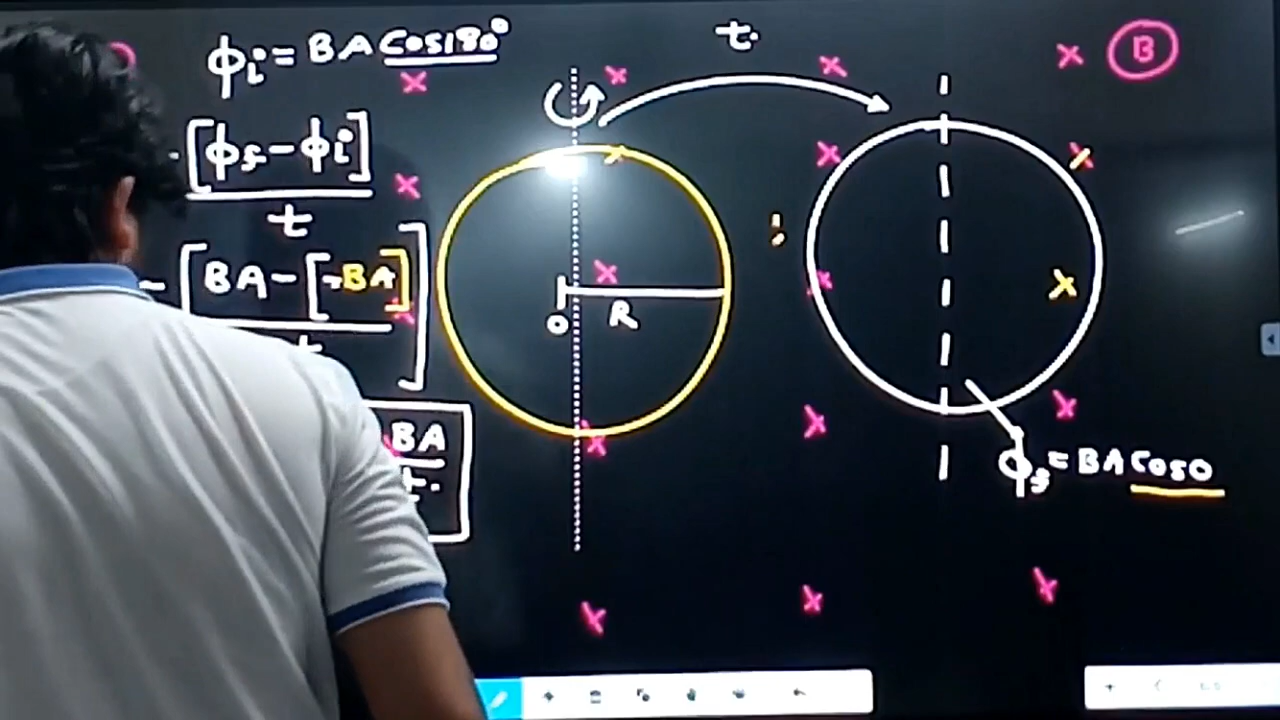 ϕi = BA Cos180°
t.
B
[ϕf - ϕi]
t
- [BA - [-BA]]
t
O
R
BA
t.
ϕf = BA Cos0